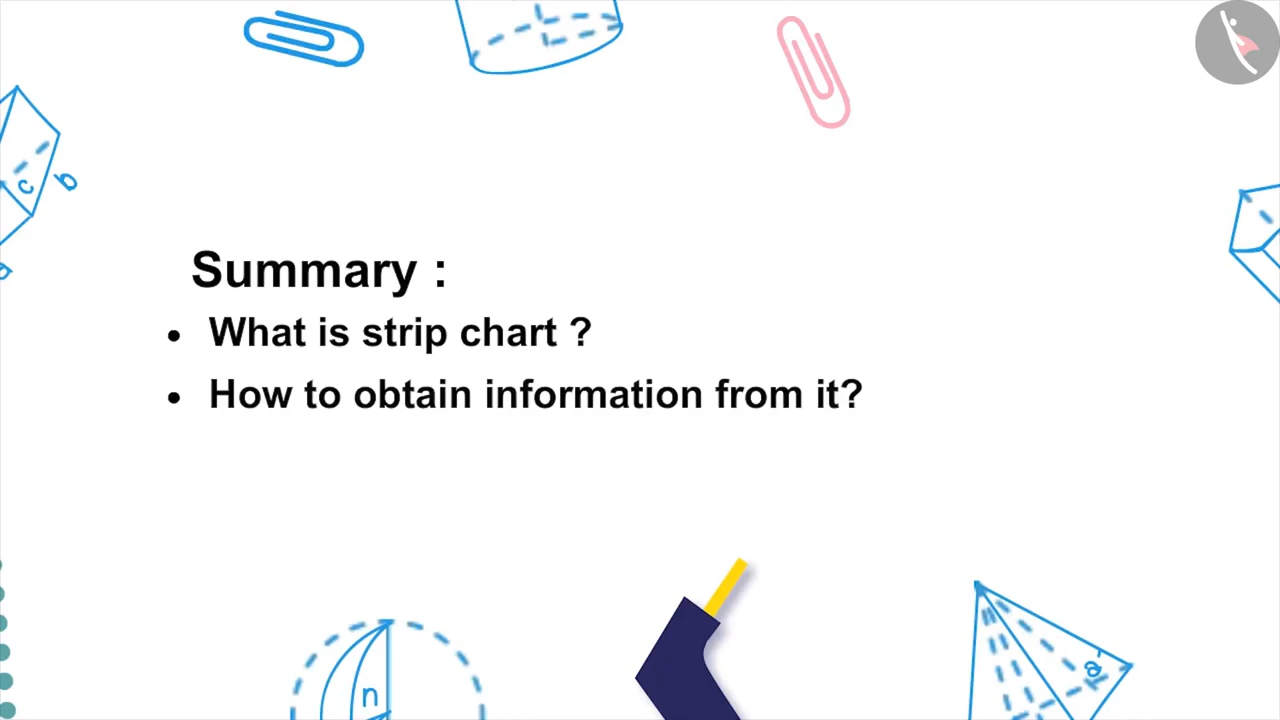 c
b
a
Summary :
• What is strip chart ?
• How to obtain information from it?
n
a